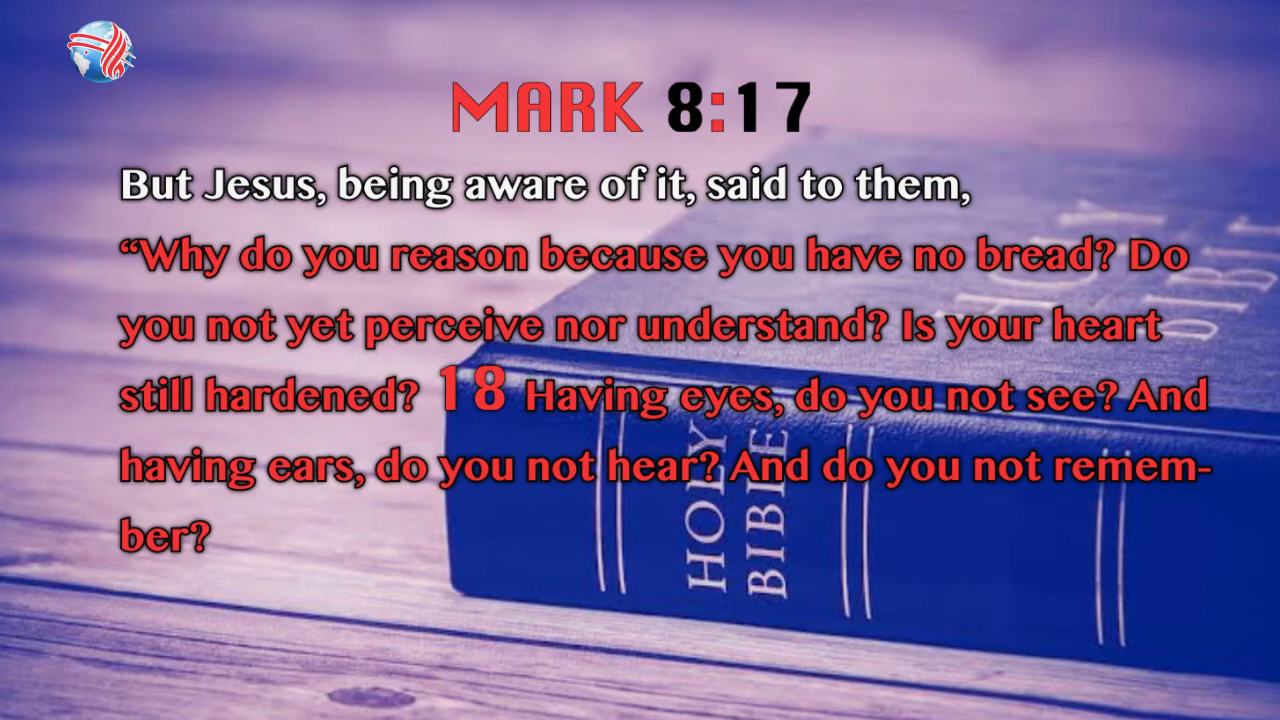 MARK 8:17
But Jesus, being aware of it, said to them,
“Why do you reason because you have no bread? Do
you not yet perceive nor understand? Is your heart
still hardened? 18 Having eyes, do you not see? And
having ears, do you not hear? And do you not remem-
ber?
HOLY
BIBLE
HOLY
BIBLE